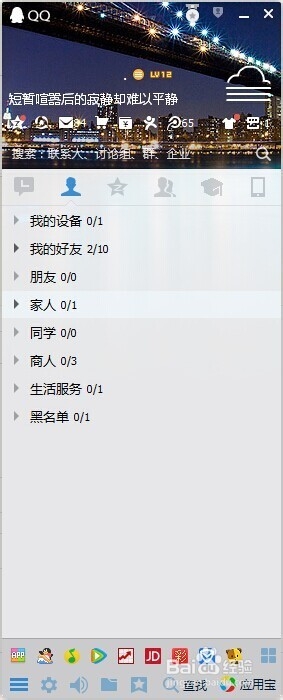 QQ
LV12
短暂喧嚣后的寂静却难以平静
84 65
搜索：联系人、讨论组、群、企业
我的设备 0/1
我的好友 2/10
朋友 0/0
家人 0/1
同学 0/0
商人 0/3
生活服务 0/1
黑名单 0/1
APP JD
Baidu经验
查找 应用宝